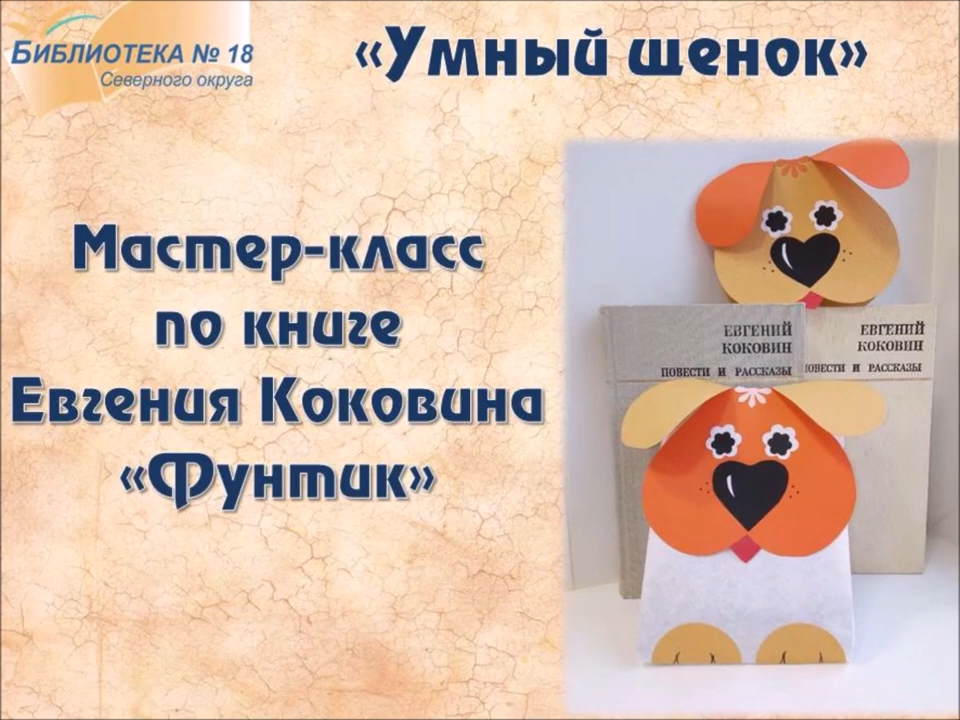 БИБЛИОТЕКА № 18
Северного округа
«Умный щенок»
Мастер-класс
по книге
Евгения Коковина
«Фунтик»
ЕВГЕНИЙ
КОКОВИН
ПОВЕСТИ И РАССКАЗЫ
ЕВГЕНИЙ
КОКОВИН
ПОВЕСТИ И РАССКАЗЫ